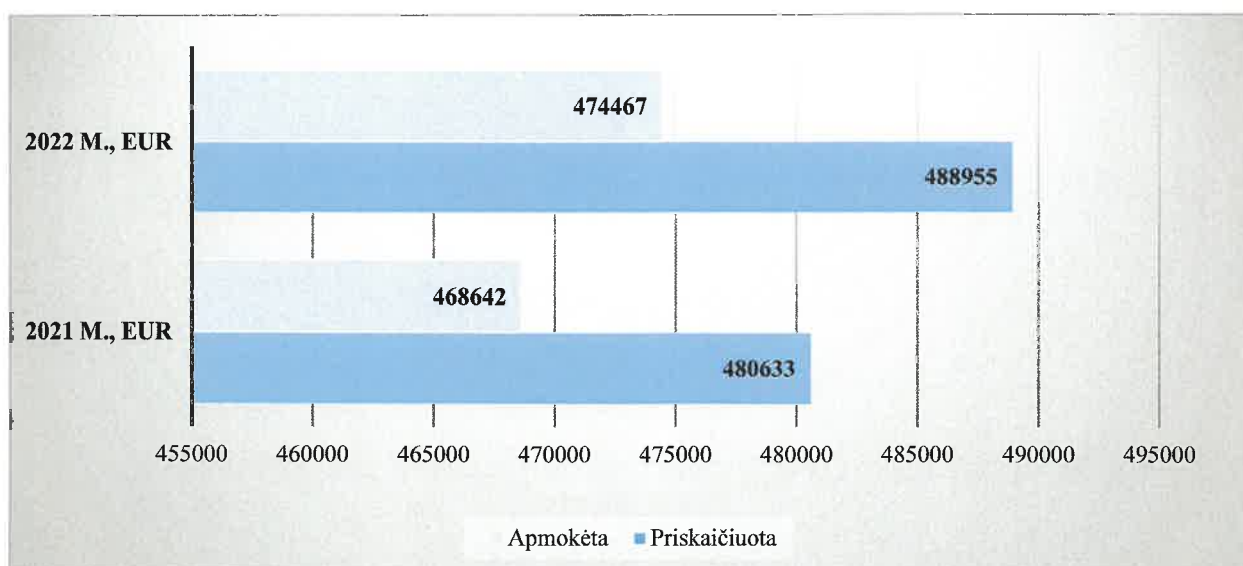 474467
2022 M., EUR
488955
468642
2021 M., EUR
480633
455000 460000 465000 470000 475000 480000 485000 490000 495000
Apmokėta Priskaičiuota